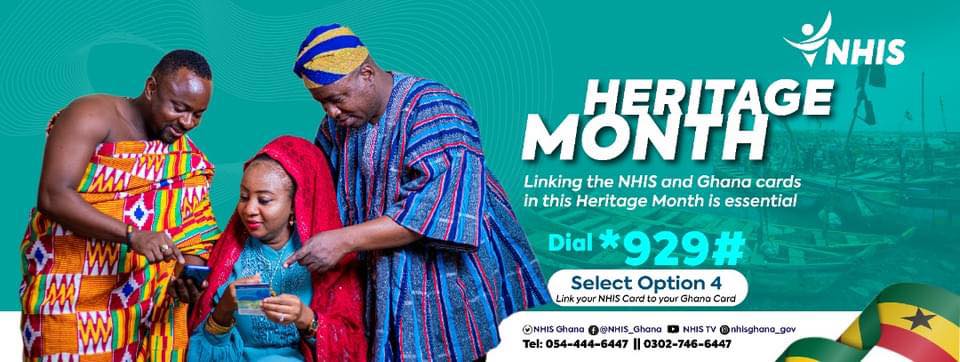 NHIS
HERITAGE
MONTH
Linking the NHIS and Ghana cards
in this Heritage Month is essential
Dial *929#
Select Option 4
Link your NHIS Card to your Ghana Card
NHIS Ghana @NHIS_Ghana NHIS TV nhisghana_gov
Tel: 054-444-6447 || 0302-746-6447